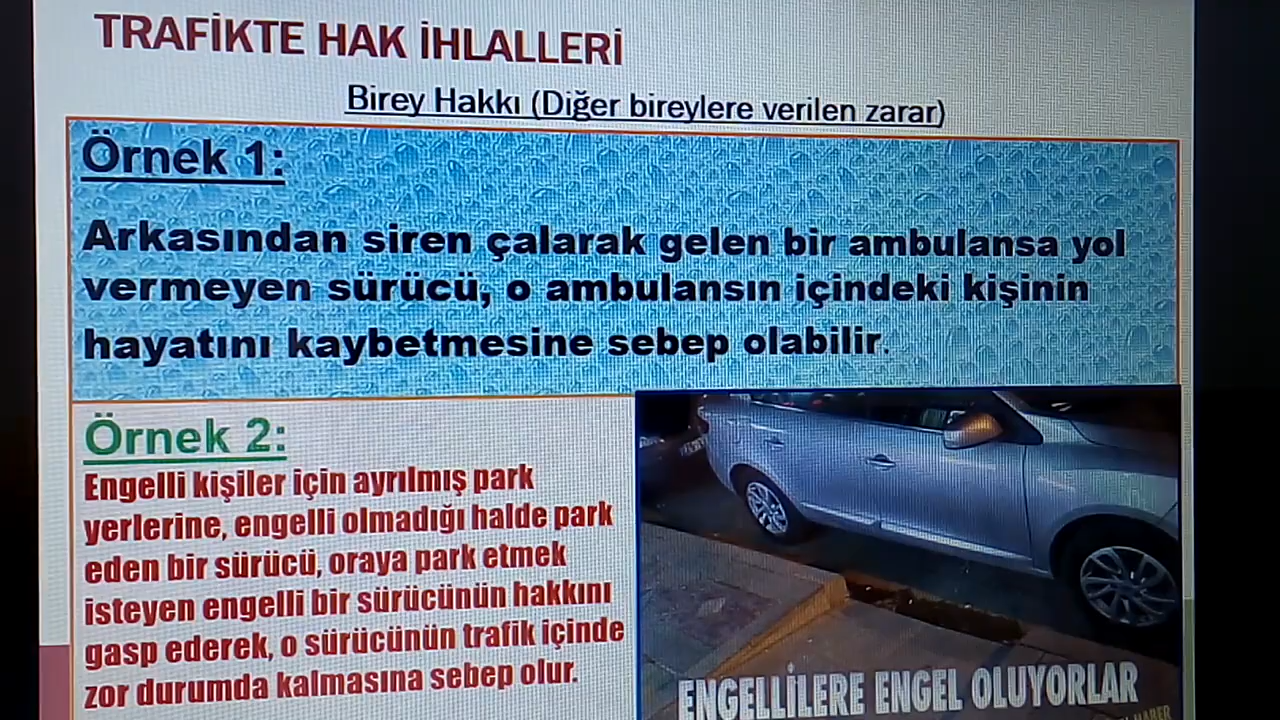 TRAFİKTE HAK İHLALLERİ
Birey Hakkı (Diğer bireylere verilen zarar)
Örnek 1:
Arkasından siren çalarak gelen bir ambulansa yol
vermeyen sürücü, o ambulansın içindeki kişinin
hayatını kaybetmesine sebep olabilir.
Örnek 2:
Engelli kişiler için ayrılmış park
yerlerine, engelli olmadığı halde park
eden bir sürücü, oraya park etmek
isteyen engelli bir sürücünün hakkını
gasp ederek, o sürücünün trafik içinde
zor durumda kalmasına sebep olur.
ENGELLİLERE ENGEL OLUYORLAR
HABER